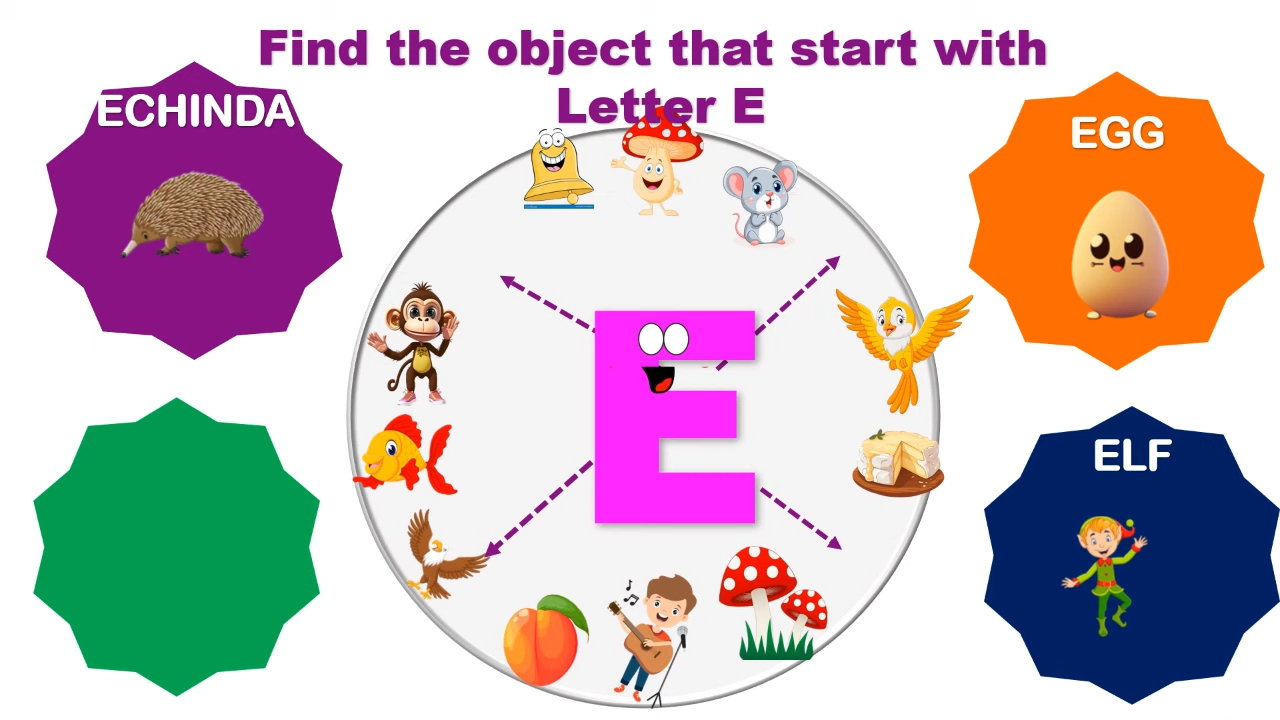 Find the object that start with
Letter E
ECHINDA
EGG
E
ELF